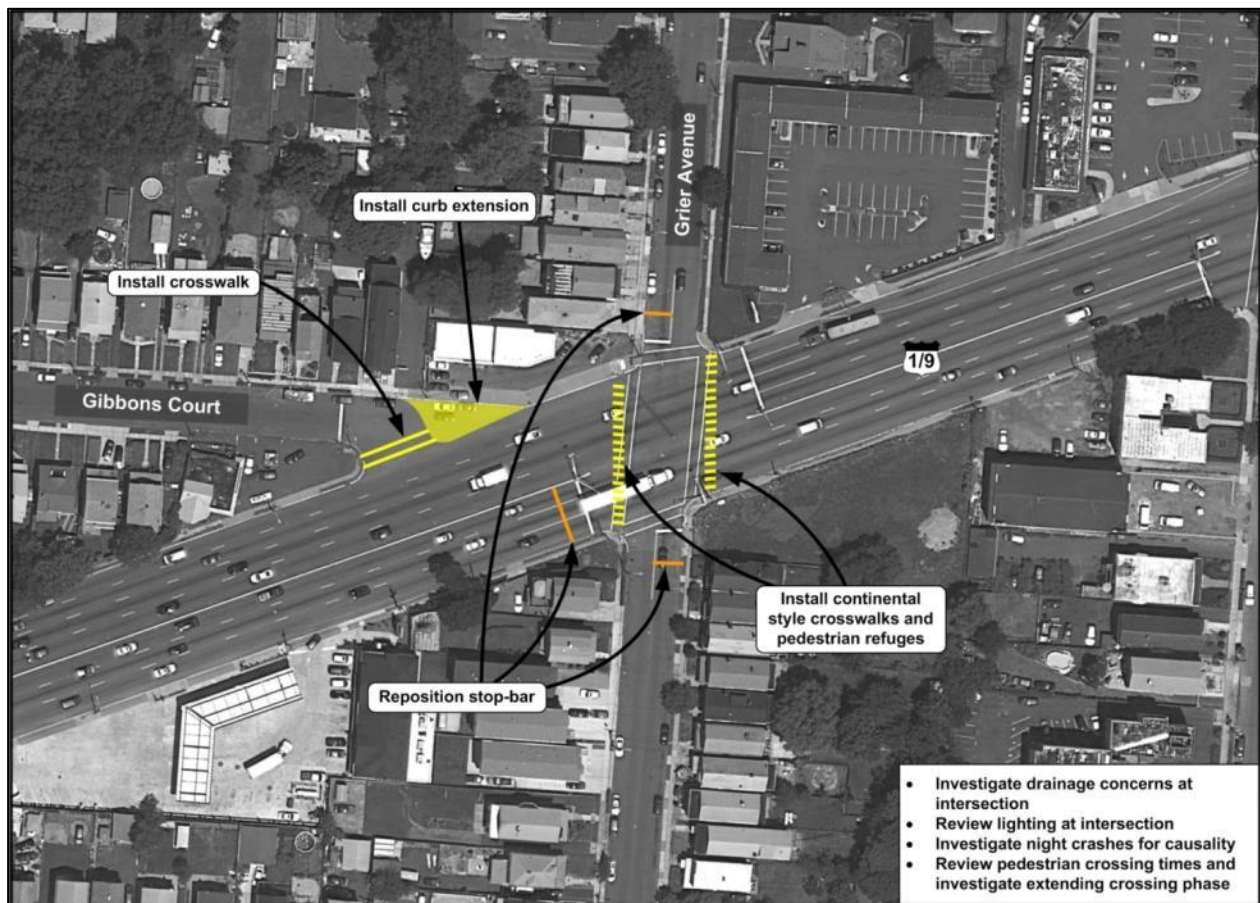 Grier Avenue
Install curb extension
Install crosswalk
1/9
Gibbons Court
Install continental
style crosswalks and
pedestrian refuges
Reposition stop-bar
• Investigate drainage concerns at
intersection
• Review lighting at intersection
• Investigate night crashes for causality
• Review pedestrian crossing times and
investigate extending crossing phase